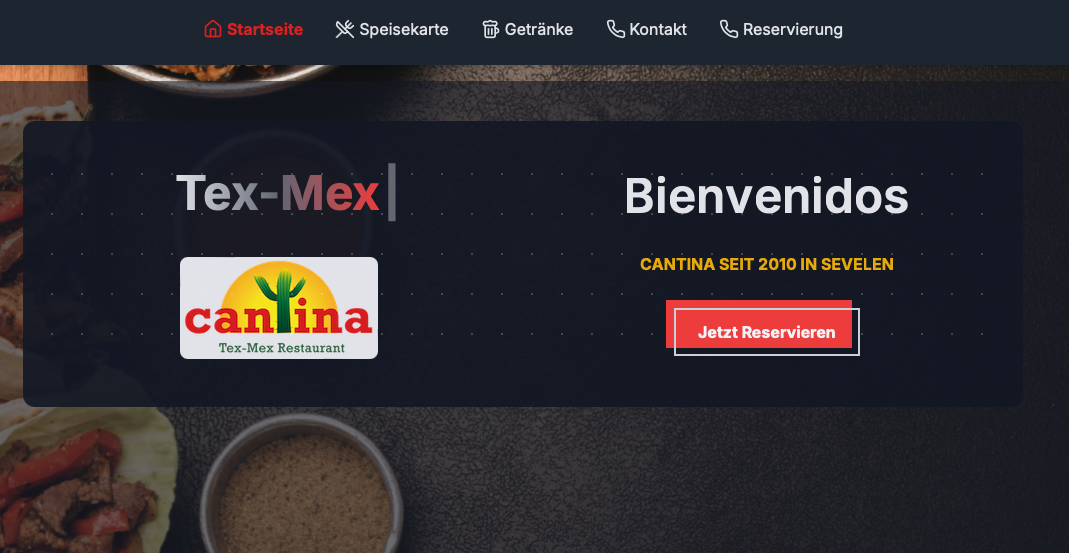 Startseite Speisekarte Getränke Kontakt Reservierung
Tex-Mex
cantina
Tex-Mex Restaurant
Bienvenidos
CANTINA SEIT 2010 IN SEVELEN
Jetzt Reservieren